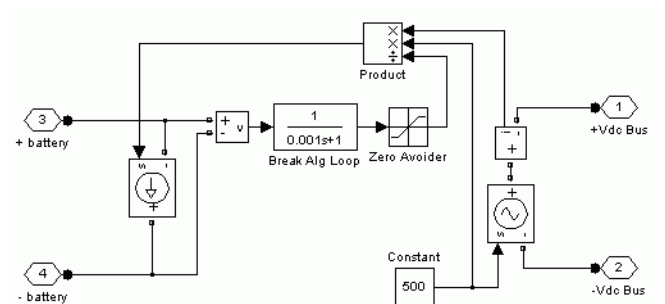 ×
×
÷
Product
3
+ battery
+
-
v
1
0.001s+1
Break Alg Loop
Zero Avoider
1
+Vdc Bus
i
+
-
s
-
+
+
s
-
4
- battery
Constant
500
2
-Vdc Bus